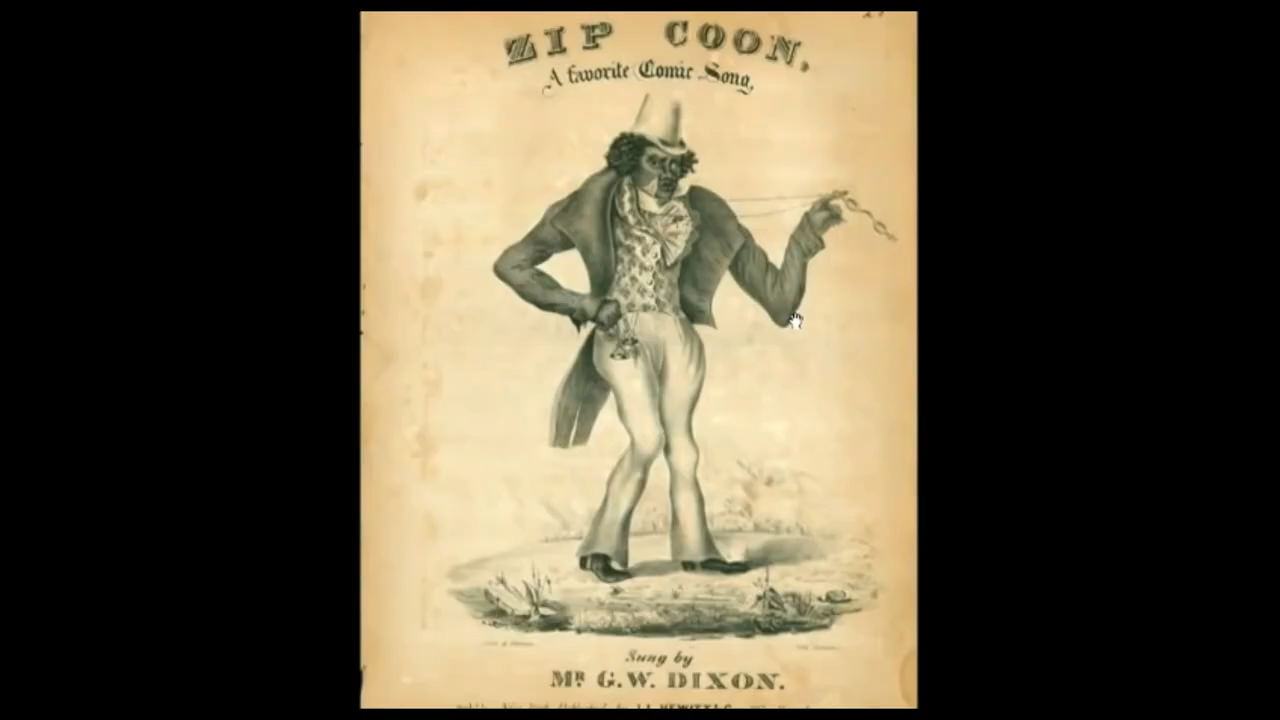 ZIP COON,
A favorite Comic Song,
Sung by
MR. G.W. DIXON.